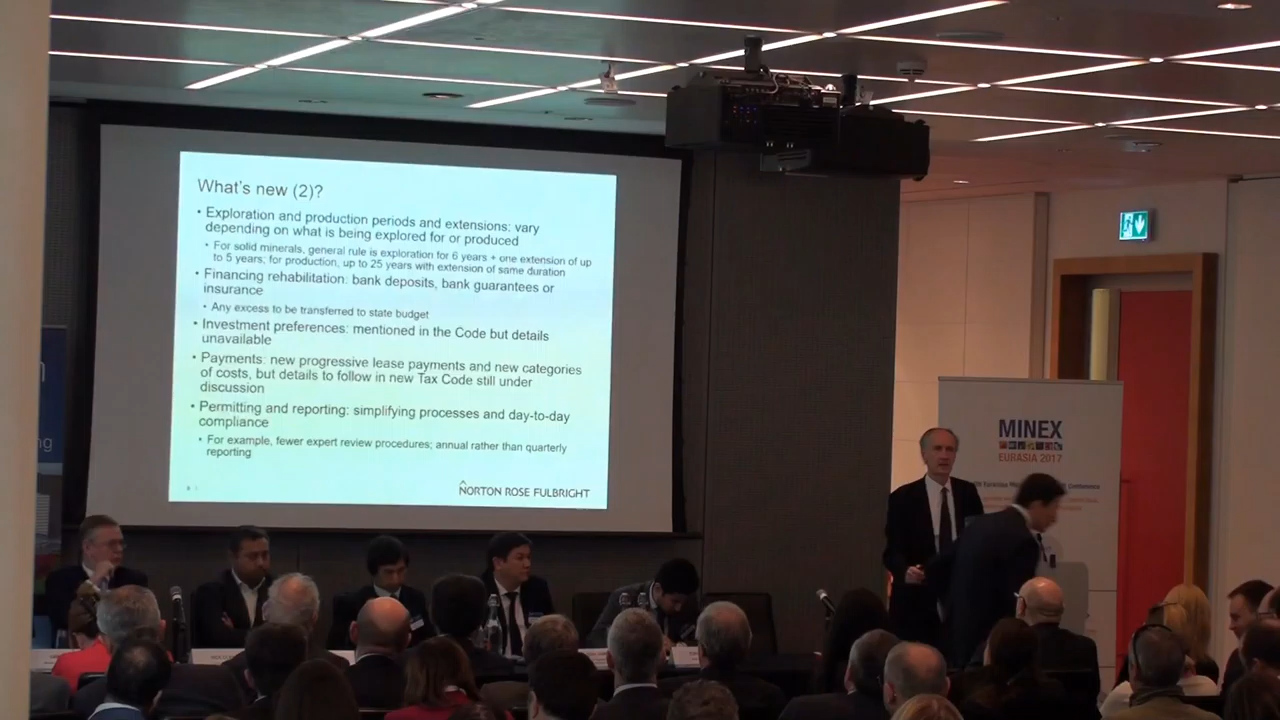 What's new (2)?
• Exploration and production periods and extensions: vary
depending on what is being explored for or produced
• For solid minerals, general rule is exploration for 6 years + one extension of up
to 5 years; for production, up to 25 years with extension of same duration
• Financing rehabilitation: bank deposits, bank guarantees or
insurance
• Any excess to be transferred to state budget
• Investment preferences: mentioned in the Code but details
unavailable
• Payments: new progressive lease payments and new categories
of costs, but details to follow in new Tax Code still under
discussion
• Permitting and reporting: simplifying processes and day-to-day
compliance
• For example, fewer expert review procedures; annual rather than quarterly
reporting
NORTON ROSE FULBRIGHT
MINEX
EURASIA 2017
Conference